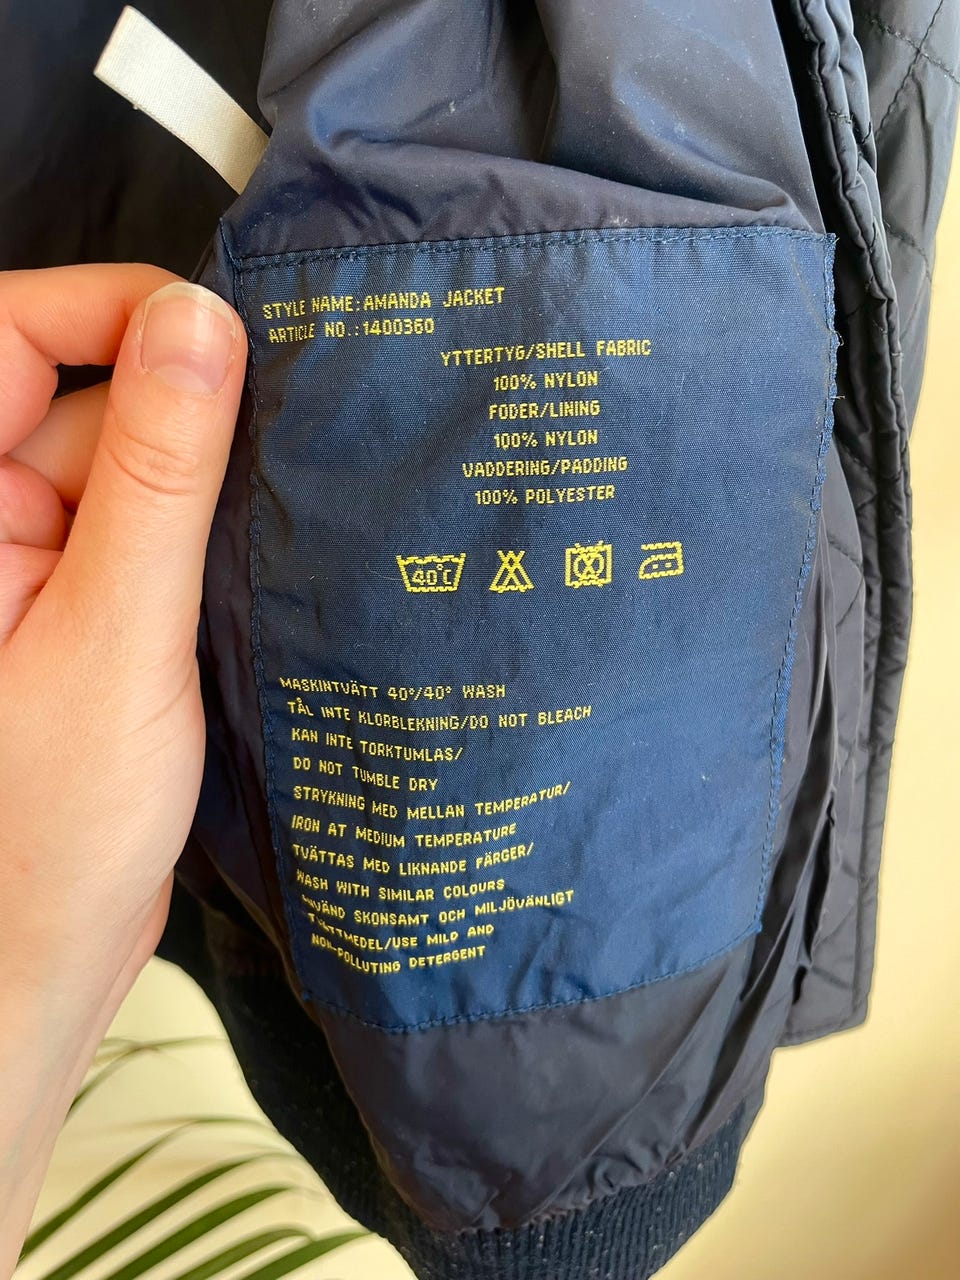 STYLE NAME: AMANDA JACKET
ARTICLE NO.: 1400360
YTTERTYG/SHELL FABRIC
100% NYLON
FODER/LINING
100% NYLON
VADDERING/PADDING
100% POLYESTER
40°C
MASKINTVÄTT 40°/40° WASH
TÅL INTE KLORBLEKNING/DO NOT BLEACH
KAN INTE TORKTUMLAS/
DO NOT TUMBLE DRY
STRYKNING MED MELLAN TEMPERATUR/
IRON AT MEDIUM TEMPERATURE
TVÄTTAS MED LIKNANDE FÄRGER/
WASH WITH SIMILAR COLOURS
ANVÄND SKONSAMT OCH MILJÖVÄNLIGT
TVÄTTMEDEL/USE MILD AND
NON-POLLUTING DETERGENT